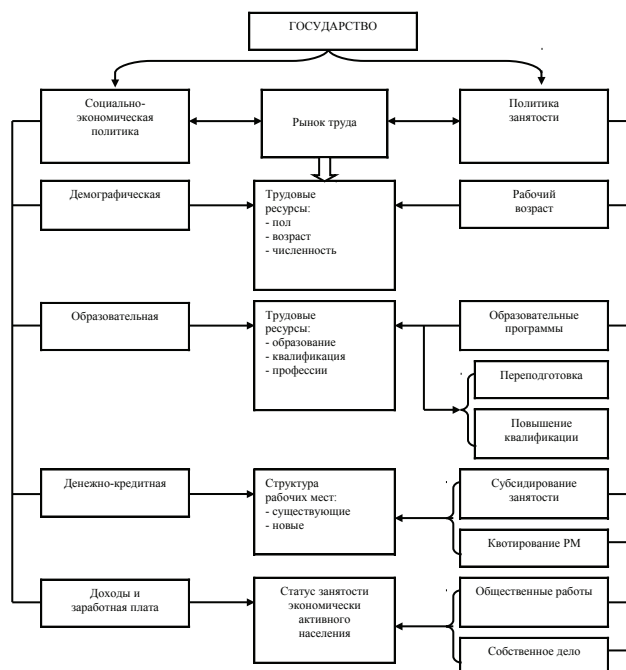 ГОСУДАРСТВО
Социально-
экономическая
политика
Рынок труда
Политика
занятости
Демографическая
Трудовые
ресурсы:
- пол
- возраст
- численность
Рабочий
возраст
Образовательная
Трудовые
ресурсы:
- образование
- квалификация
- профессии
Образовательные
программы
Переподготовка
Повышение
квалификации
Денежно-кредитная
Структура
рабочих мест:
- существующие
- новые
Субсидирование
занятости
Квотирование РМ
Доходы и
заработная плата
Статус занятости
экономически
активного
населения
Общественные работы
Собственное дело